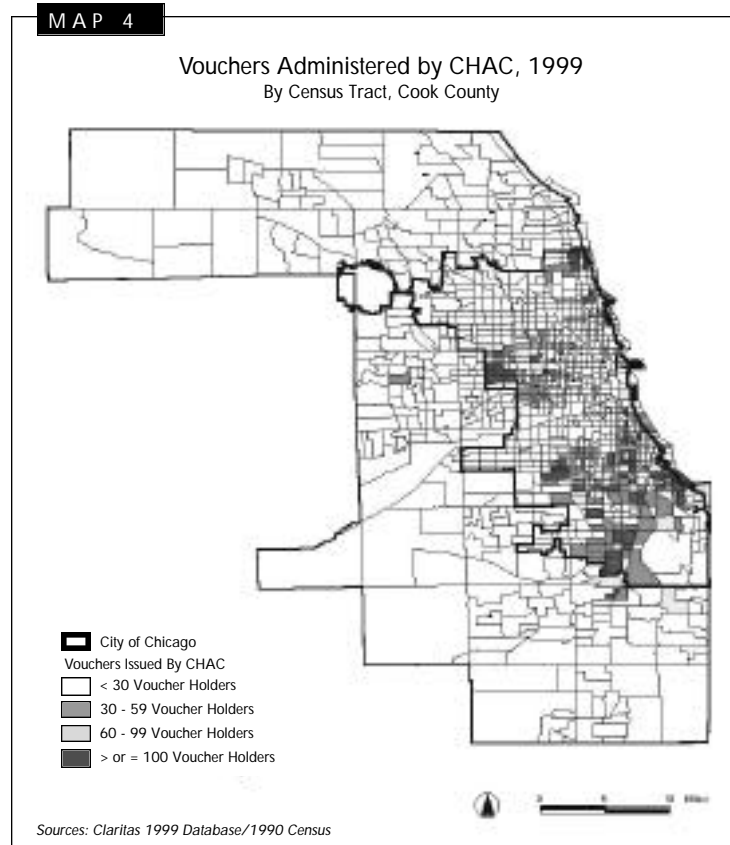 MAP 4
Vouchers Administered by CHAC, 1999
By Census Tract, Cook County
City of Chicago
Vouchers Issued By CHAC
< 30 Voucher Holders
30 - 59 Voucher Holders
60 - 99 Voucher Holders
> or = 100 Voucher Holders
Sources: Claritas 1999 Database/1990 Census